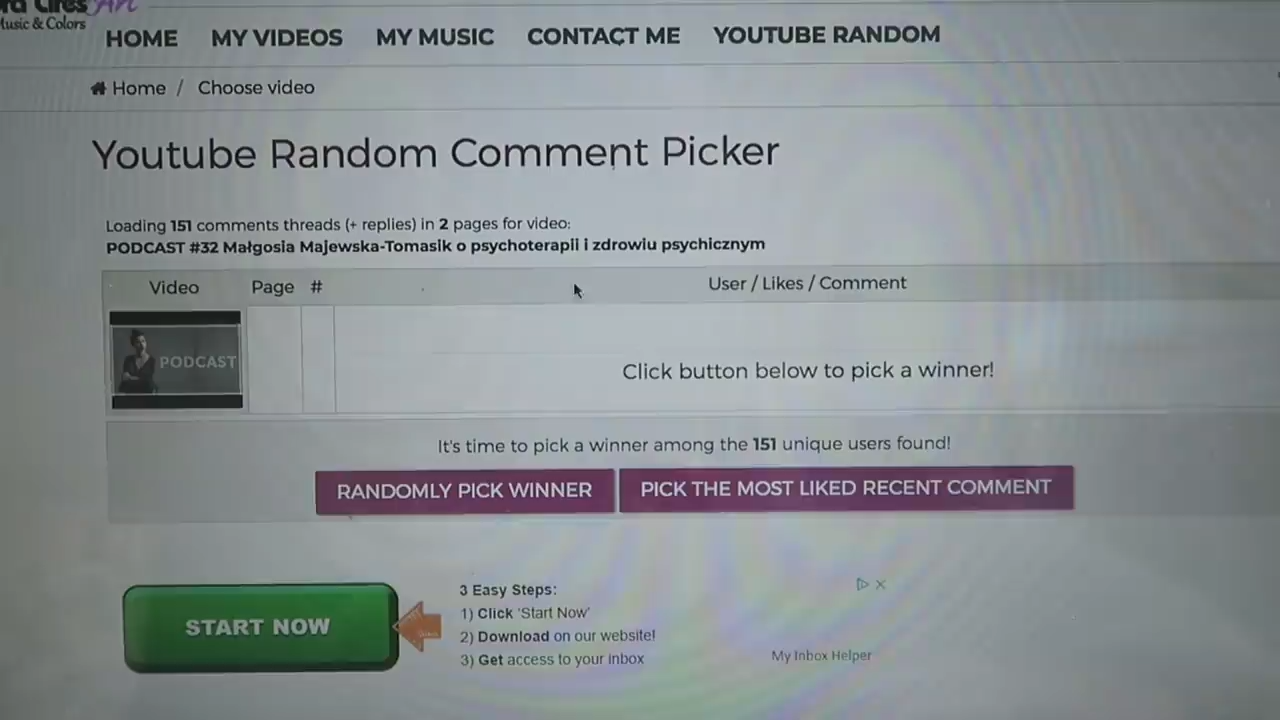 Music & Colors
HOME MY VIDEOS MY MUSIC CONTACT ME YOUTUBE RANDOM
Home / Choose video
Youtube Random Comment Picker
Loading 151 comments threads (+ replies) in 2 pages for video:
PODCAST #32 Małgosia Majewska-Tomasik o psychoterapii i zdrowiu psychicznym
Video Page # User / Likes / Comment
PODCAST
Click button below to pick a winner!
It's time to pick a winner among the 151 unique users found!
RANDOMLY PICK WINNER PICK THE MOST LIKED RECENT COMMENT
START NOW
3 Easy Steps:
1) Click 'Start Now'
2) Download on our website!
3) Get access to your inbox
My Inbox Helper